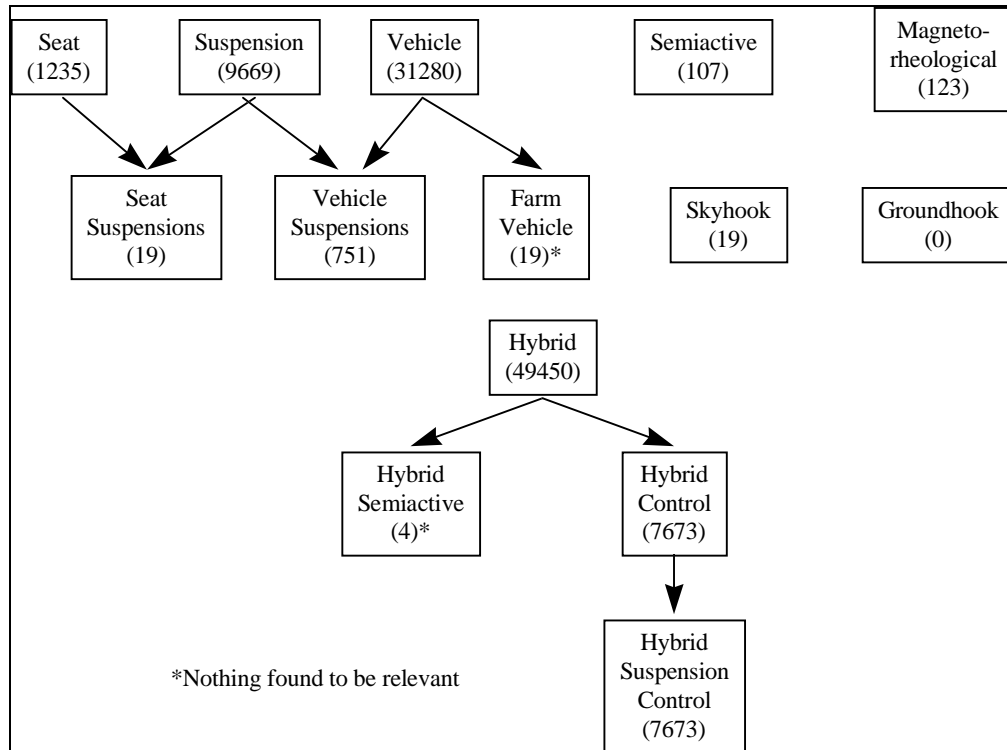 Seat
(1235)
Suspension
(9669)
Vehicle
(31280)
Semiactive
(107)
Magneto-
rheological
(123)
Seat
Suspensions
(19)
Vehicle
Suspensions
(751)
Farm
Vehicle
(19)*
Skyhook
(19)
Groundhook
(0)
Hybrid
(49450)
Hybrid
Semiactive
(4)*
Hybrid
Control
(7673)
Hybrid
Suspension
Control
(7673)
*Nothing found to be relevant